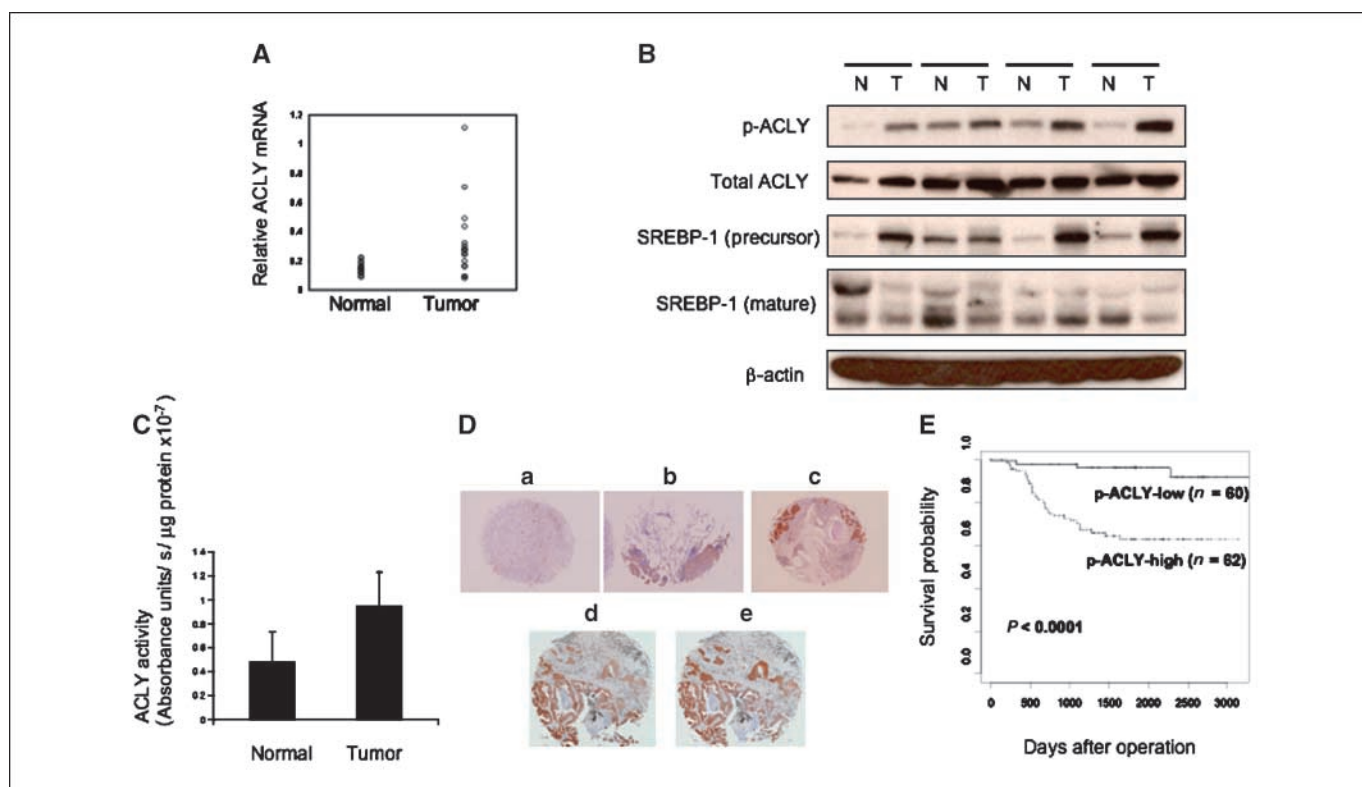 A
Relative ACLY mRNA
1.2
1
0.8
0.6
0.4
0.2
0
Normal Tumor
B
N T N T N T N T
p-ACLY
Total ACLY
SREBP-1 (precursor)
SREBP-1 (mature)
β-actin
C
ACLY activity
(Absorbance units/ s/ μg protein x10⁻⁷)
1.4
1.2
1
0.8
0.6
0.4
0.2
0
Normal Tumor
D
a b c
d e
E
Survival probability
1.0
0.8
0.6
0.4
0.2
0.0
p-ACLY-low (n = 60)
p-ACLY-high (n = 62)
P < 0.0001
0 500 1000 1500 2000 2500 3000
Days after operation